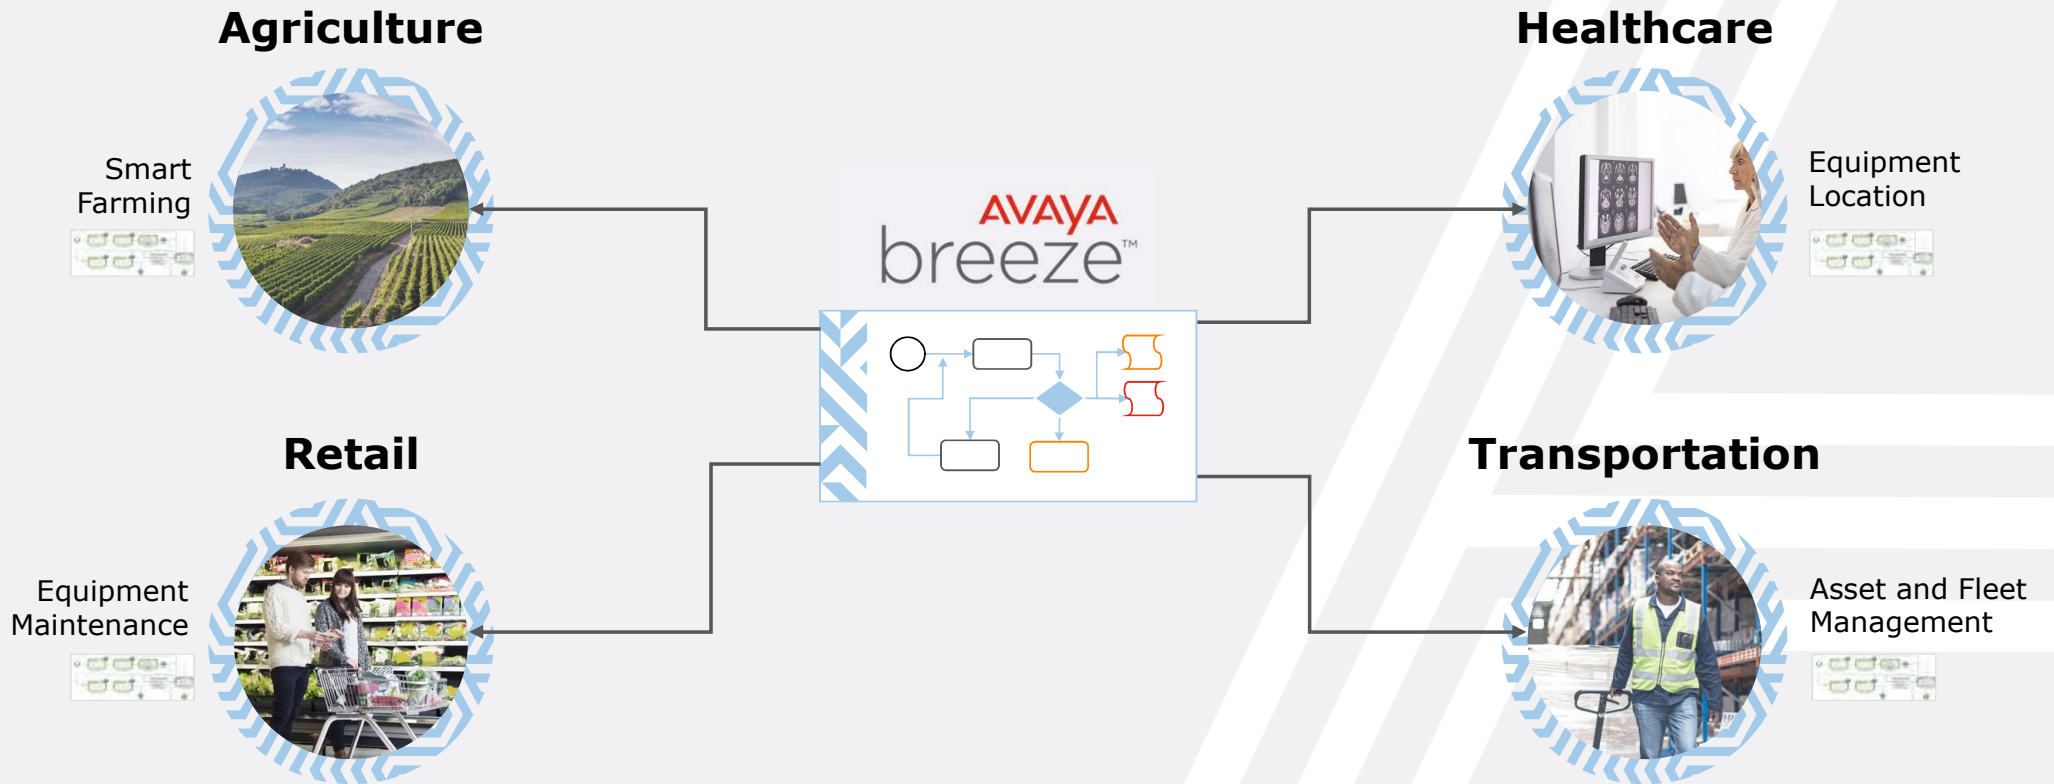 Agriculture
Smart
Farming
Healthcare
Equipment
Location
AVAYA
breeze™
Retail
Equipment
Maintenance
Transportation
Asset and Fleet
Management